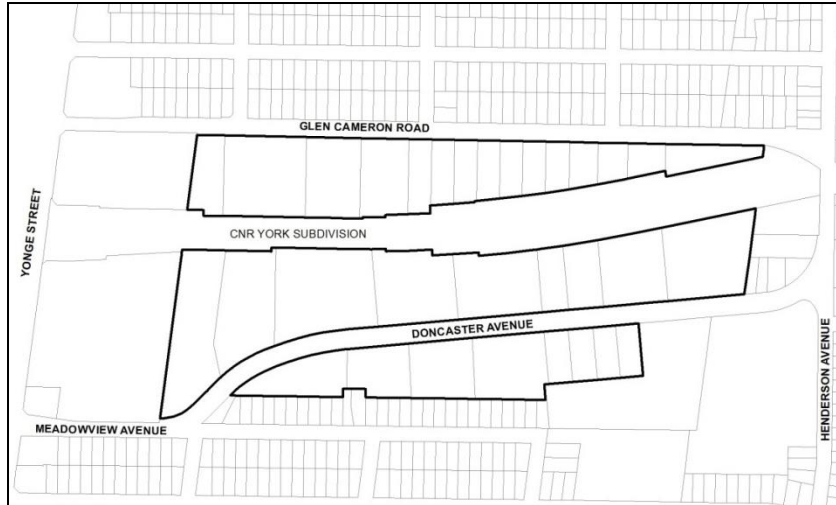 GLEN CAMERON ROAD
YONGE STREET
CNR YORK SUBDIVISION
DONCASTER AVENUE
HENDERSON AVENUE
MEADOWVIEW AVENUE